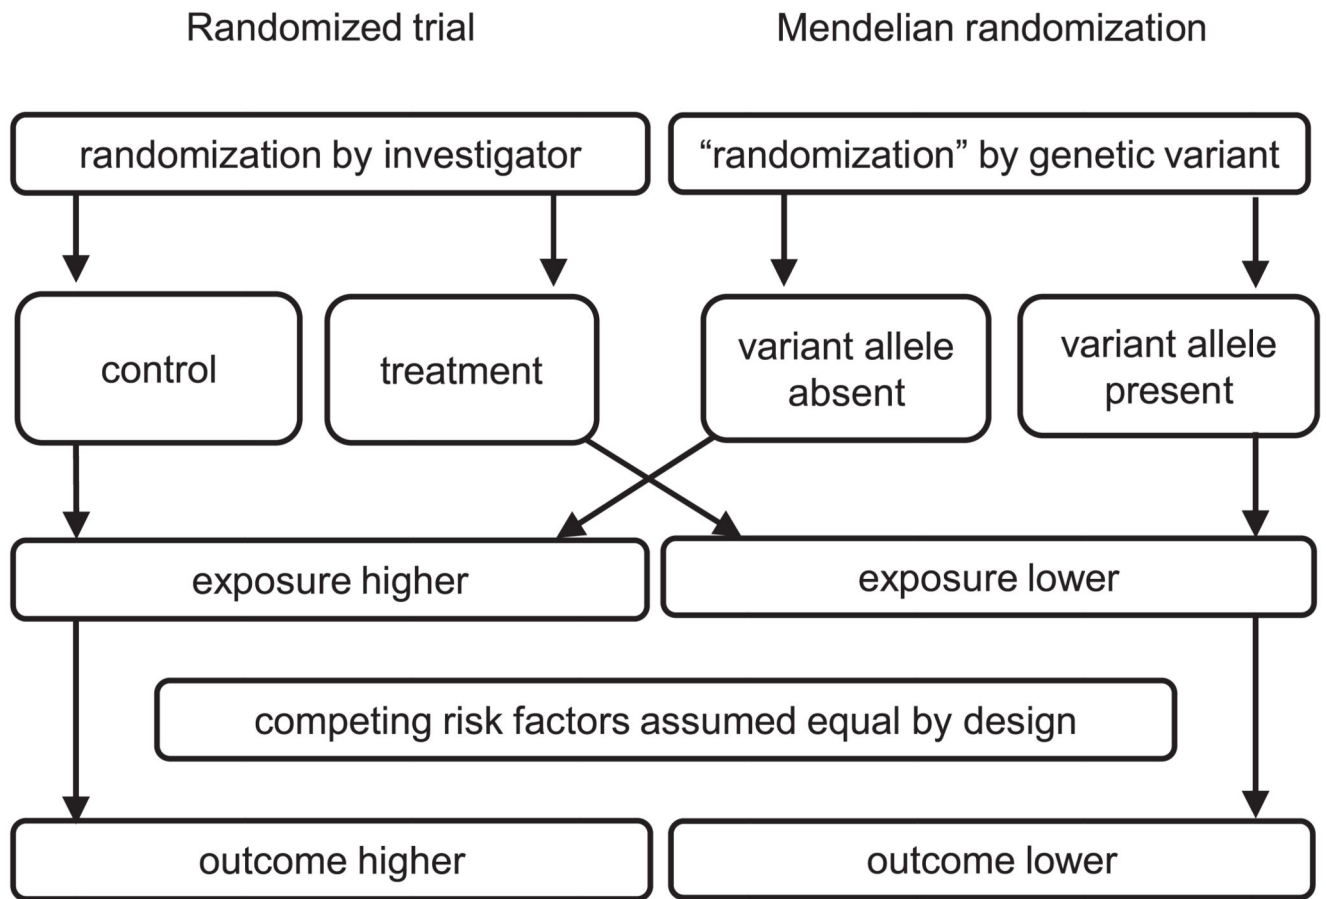 Randomized trial
Mendelian randomization
randomization by investigator
“randomization” by genetic variant
control
treatment
variant allele
absent
variant allele
present
exposure higher
exposure lower
competing risk factors assumed equal by design
outcome higher
outcome lower